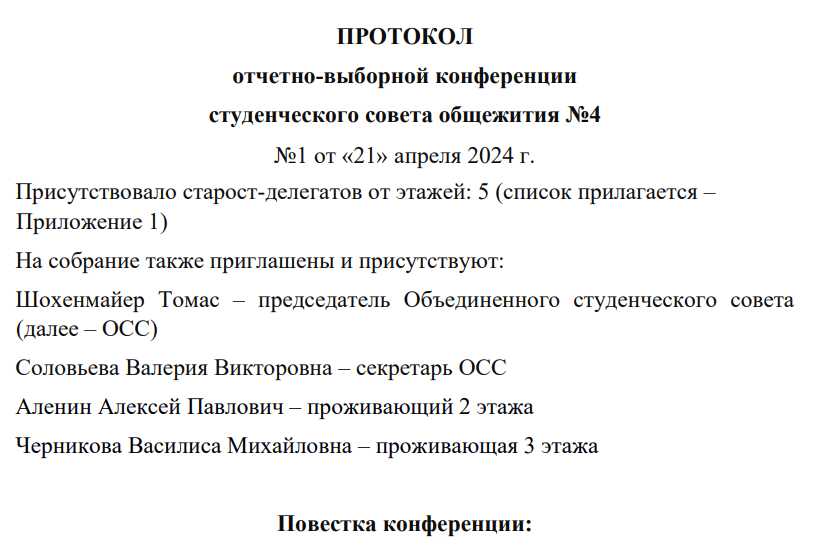 ПРОТОКОЛ
отчетно-выборной конференции
студенческого совета общежития №4
№1 от «21» апреля 2024 г.
Присутствовало старост-делегатов от этажей: 5 (список прилагается –
Приложение 1)
На собрание также приглашены и присутствуют:
Шохенмайер Томас – председатель Объединенного студенческого совета
(далее – ОСС)
Соловьева Валерия Викторовна – секретарь ОСС
Аленин Алексей Павлович – проживающий 2 этажа
Черникова Василиса Михайловна – проживающая 3 этажа
Повестка конференции: